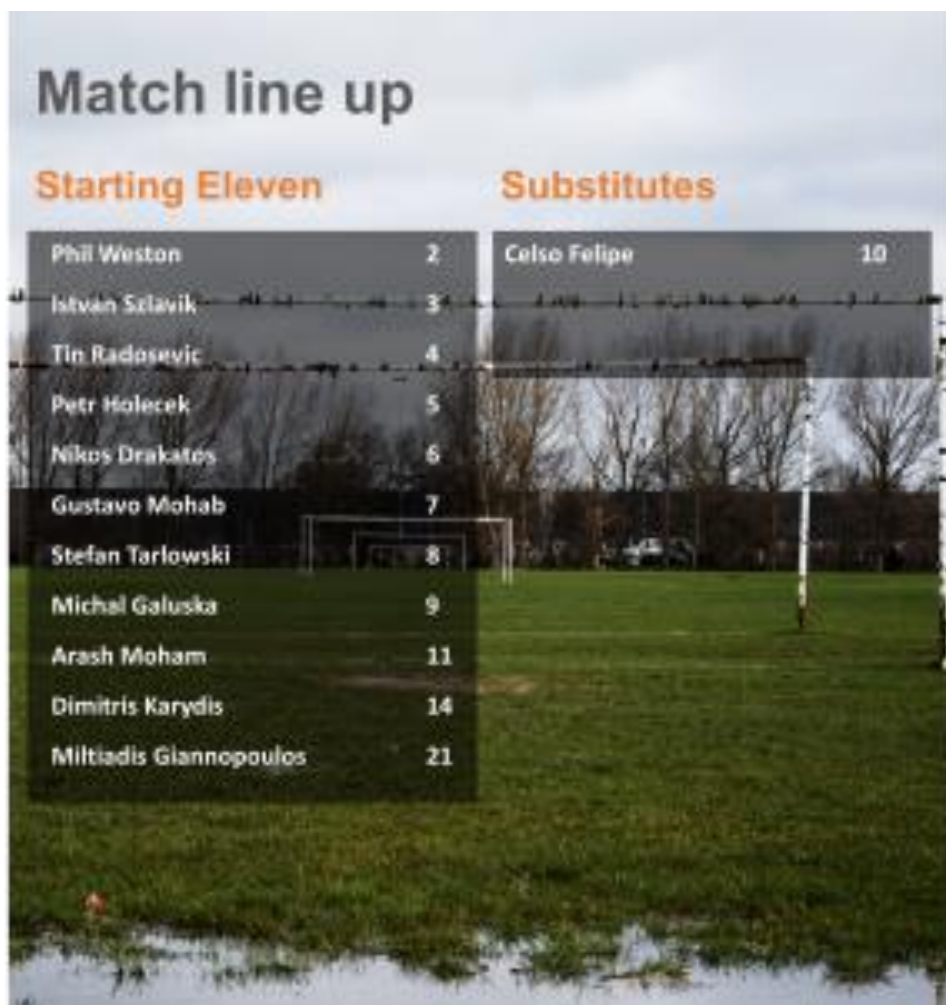 Match line up
Starting Eleven
Phil Weston 2
Istvan Szlavik 3
Tin Radosevic 4
Petr Holecek 5
Nikos Drakatos 6
Gustavo Mohab 7
Stefan Tarlowski 8
Michal Galuska 9
Arash Moham 11
Dimitris Karydis 14
Miltiadis Giannopoulos 21
Substitutes
Celso Felipe 10